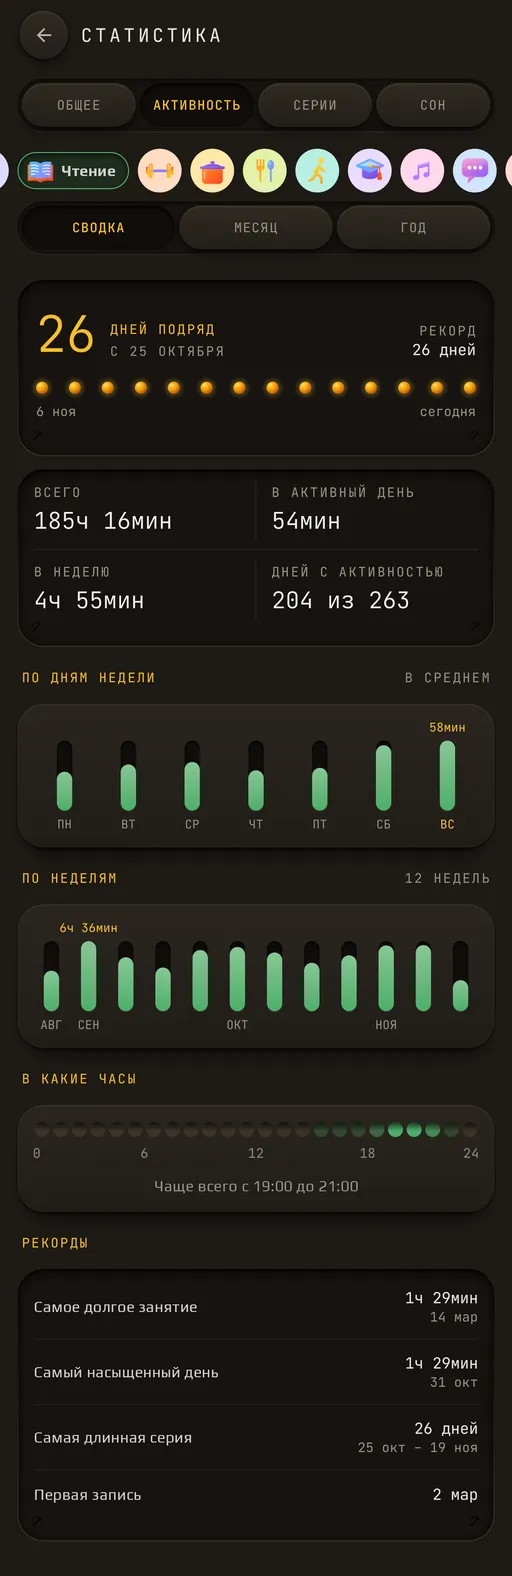 СТАТИСТИКА
ОБЩЕЕ АКТИВНОСТЬ СЕРИИ СОН
Чтение
СВОДКА МЕСЯЦ ГОД
26 ДНЕЙ ПОДРЯД
С 25 ОКТЯБРЯ
РЕКОРД
26 дней
6 ноя сегодня
ВСЕГО
185ч 16мин
В АКТИВНЫЙ ДЕНЬ
54мин
В НЕДЕЛЮ
4ч 55мин
ДНЕЙ С АКТИВНОСТЬЮ
204 из 263
ПО ДНЯМ НЕДЕЛИ В СРЕДНЕМ
58мин
ПН ВТ СР ЧТ ПТ СБ ВС
ПО НЕДЕЛЯМ 12 НЕДЕЛЬ
6ч 36мин
АВГ СЕН ОКТ НОЯ
В КАКИЕ ЧАСЫ
0 6 12 18 24
Чаще всего с 19:00 до 21:00
РЕКОРДЫ
Самое долгое занятие 1ч 29мин
14 мар
Самый насыщенный день 1ч 29мин
31 окт
Самая длинная серия 26 дней
25 окт – 19 ноя
Первая запись 2 мар